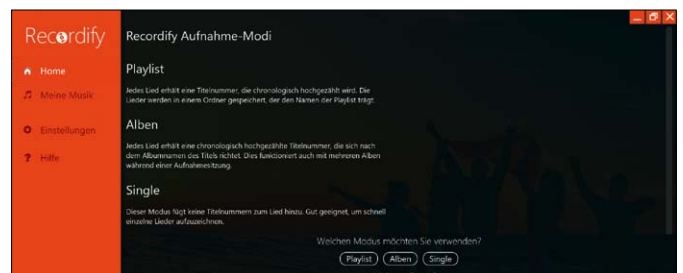 Recordify
Home
Meine Musik
Einstellungen
? Hilfe
Recordify Aufnahme-Modi
Playlist
Jedes Lied erhält eine Titelnummer, die chronologisch hochgezählt wird. Die
Lieder werden in einem Ordner gespeichert, der den Namen der Playlist trägt.
Alben
Jedes Lied erhält eine chronologisch hochgezählte Titelnummer, die sich nach
dem Albumnamen des Titels richtet. Dies funktioniert auch mit mehreren Alben
während einer Aufnahmesitzung.
Single
Dieser Modus fügt keine Titelnummern zum Lied hinzu. Gut geeignet, um schnell
einzelne Lieder aufzuzeichnen.
Welchen Modus möchten Sie verwenden?
Playlist Alben Single